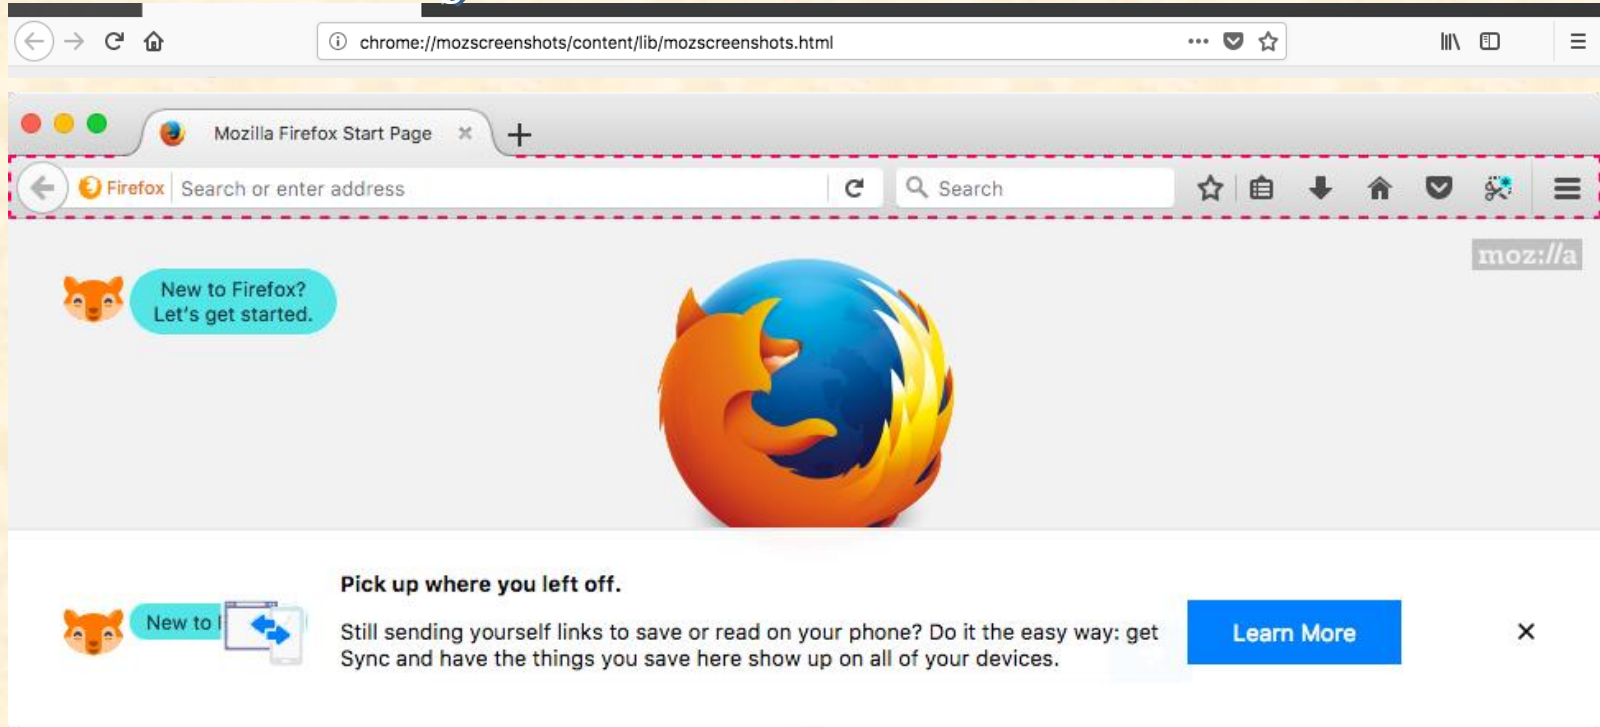 chrome://mozscreenshots/content/lib/mozscreenshots.html
Mozilla Firefox Start Page
Firefox Search or enter address
Search
moz://a
New to Firefox?
Let's get started.
Pick up where you left off.
New to
Still sending yourself links to save or read on your phone? Do it the easy way: get
Sync and have the things you save here show up on all of your devices.
Learn More